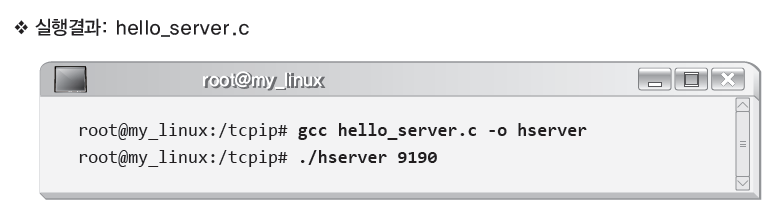 ❖ 실행결과: hello_server.c
root@my_linux
root@my_linux:/tcpip# gcc hello_server.c -o hserver
root@my_linux:/tcpip# ./hserver 9190